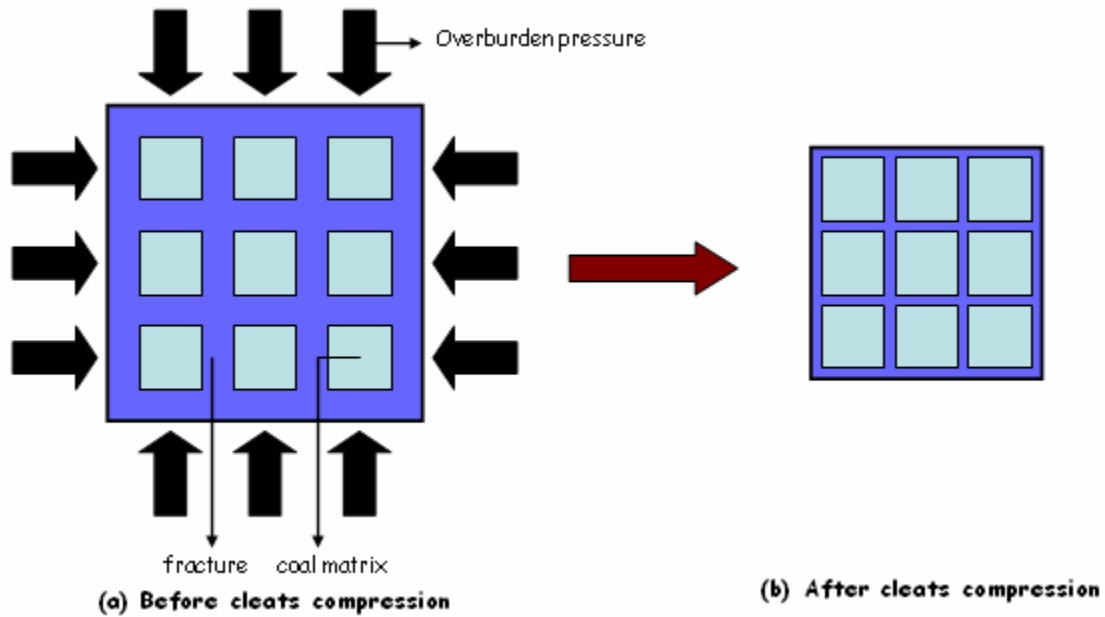 Overburden pressure
fracture
coal matrix
(a) Before cleats compression
(b) After cleats compression